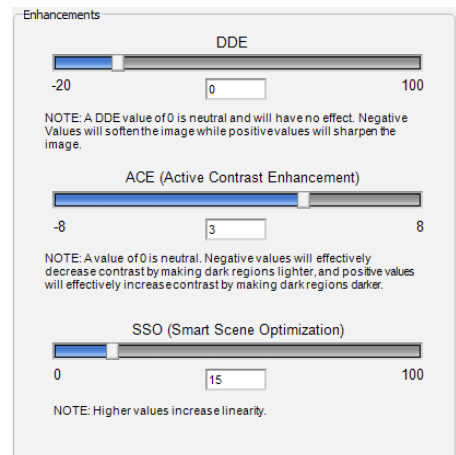 Enhancements
DDE
-20 0 100
NOTE: A DDE value of 0 is neutral and will have no effect. Negative
Values will soften the image while positive values will sharpen the
image.
ACE (Active Contrast Enhancement)
-8 3 8
NOTE: A value of 0 is neutral. Negative values will effectively
decrease contrast by making dark regions lighter, and positive values
will effectively increase contrast by making dark regions darker.
SSO (Smart Scene Optimization)
0 15 100
NOTE: Higher values increase linearity.